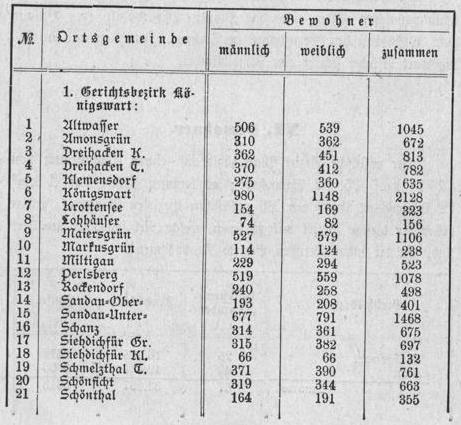 № Ortsgemeinde Bewohner
männlich weiblich zusammen
1. Gerichtsbezirk Kö-
nigswart:
1 Altwasser 506 539 1045
2 Amonsgrün 310 362 672
3 Dreihacken K. 362 451 813
4 Dreihacken T. 370 412 782
5 Klemensdorf 275 360 635
6 Königswart 980 1148 2128
7 Krottensee 154 169 323
8 Lohhäuser 74 82 156
9 Maiersgrün 527 579 1106
10 Markusgrün 114 124 238
11 Miltigau 229 294 523
12 Perlsberg 519 559 1078
13 Rockendorf 240 258 498
14 Sandau-Ober- 193 208 401
15 Sandau-Unter- 677 791 1468
16 Schanz 314 361 675
17 Siehdichfür Gr. 315 382 697
18 Siehdichfür Kl. 66 66 132
19 Schmelzthal T. 371 390 761
20 Schönficht 319 344 663
21 Schönthal 164 191 355